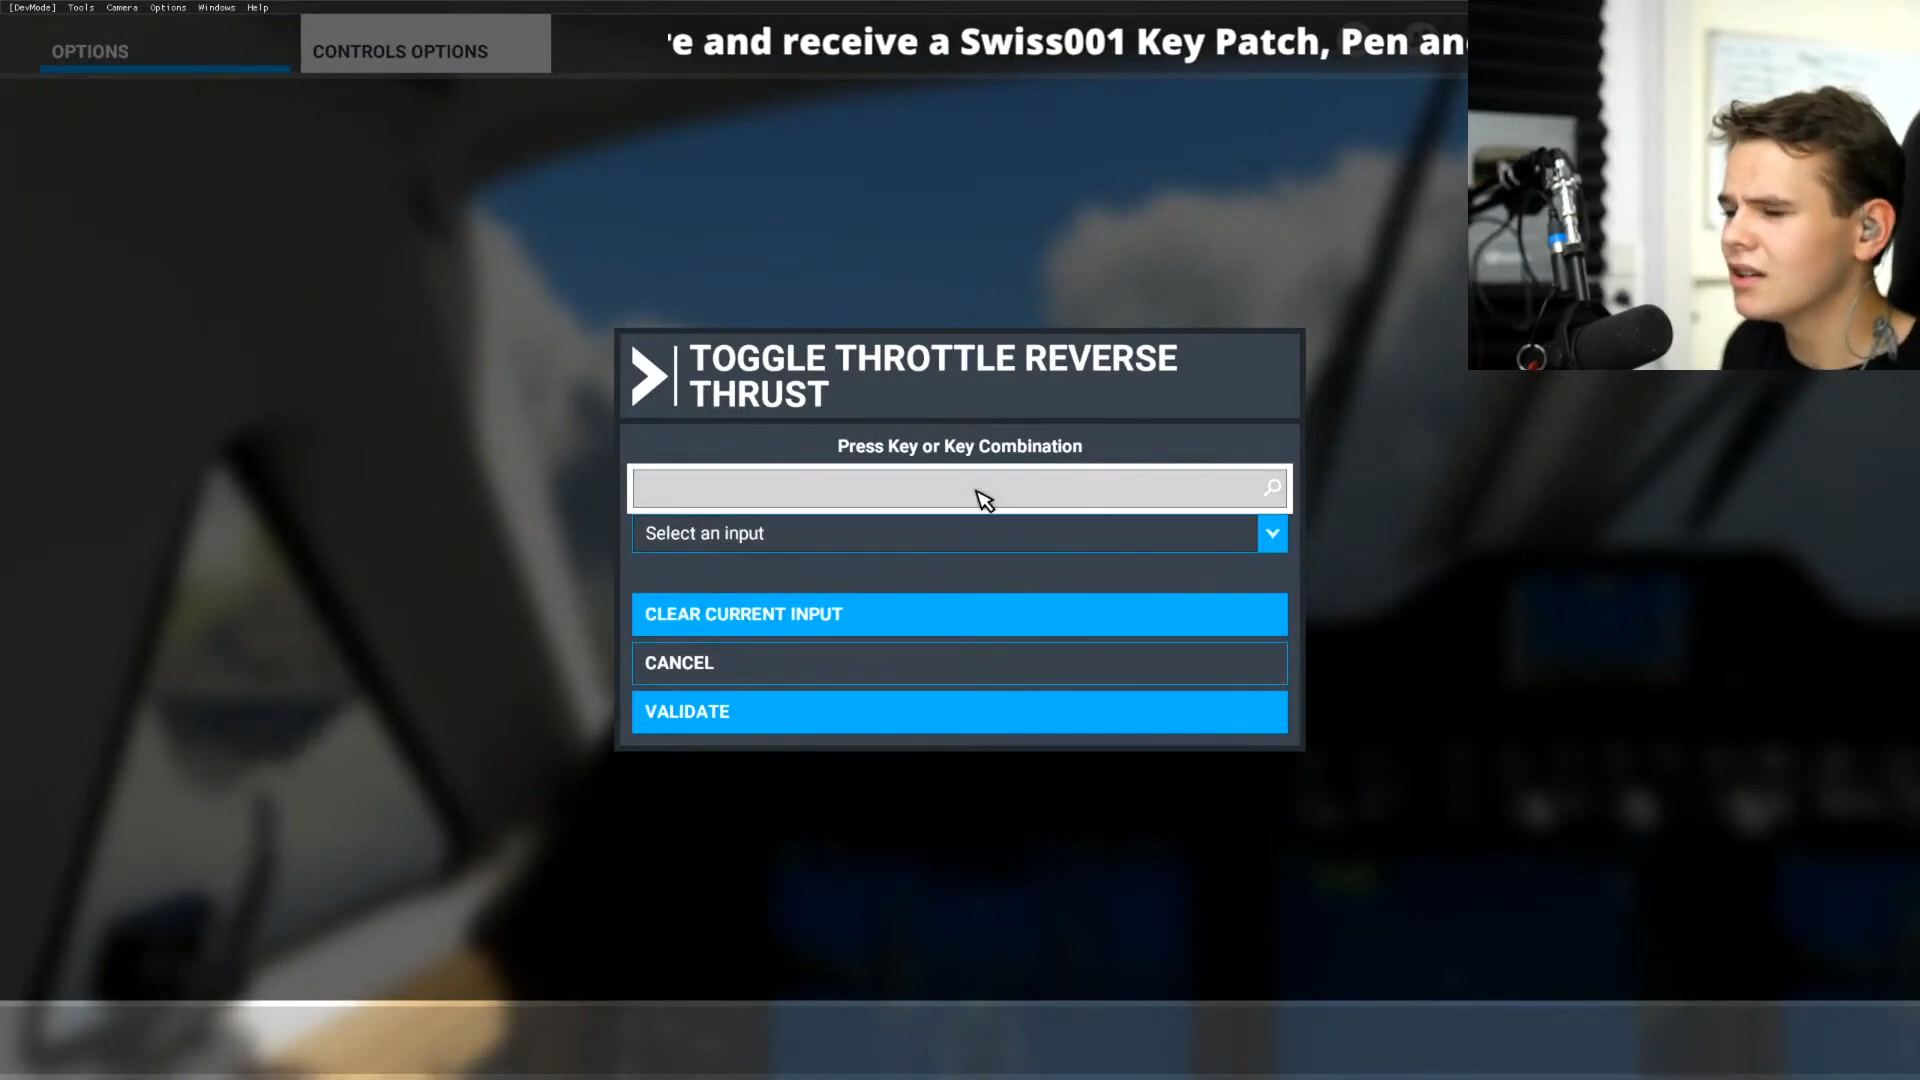 [DevMode] Tools Camera Options Windows Help
OPTIONS
CONTROLS OPTIONS
e and receive a Swiss001 Key Patch, Pen an
TOGGLE THROTTLE REVERSE
THRUST
Press Key or Key Combination
Select an input
CLEAR CURRENT INPUT
CANCEL
VALIDATE